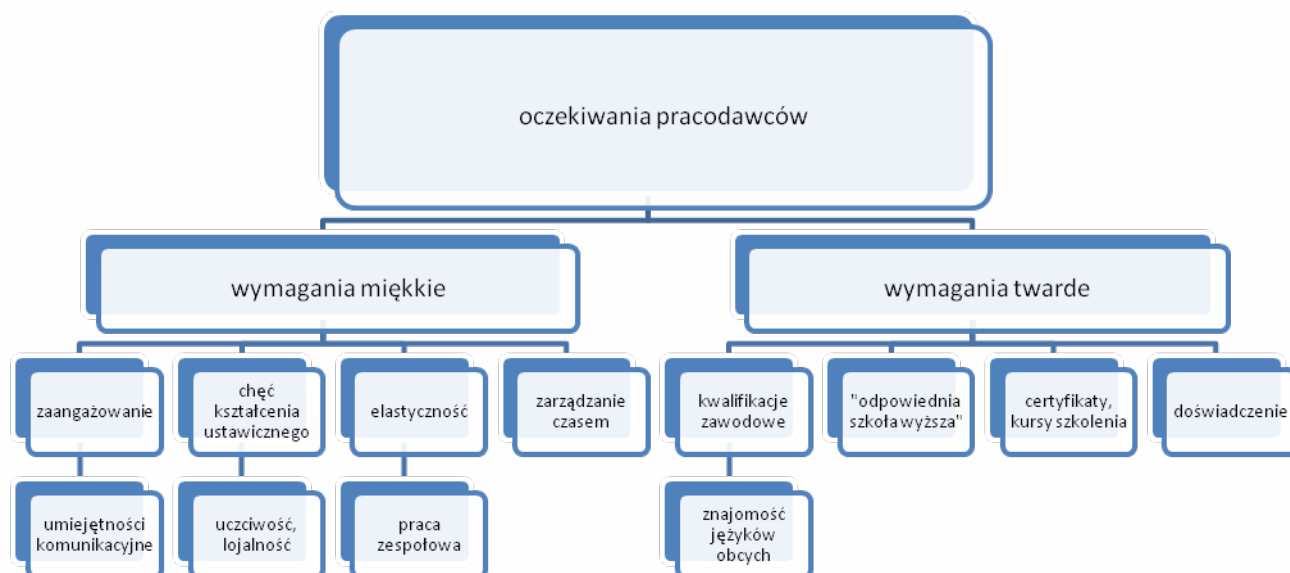 oczekiwania pracodawców
wymagania miękkie
wymagania twarde
zaangażowanie
chęć
kształcenia
ustawicznego
elastyczność
zarządzanie
czasem
kwalifikacje
zawodowe
"odpowiednia
szkoła wyższa"
certyfikaty,
kursy szkolenia
doświadczenie
umiejętności
komunikacyjne
uczciwość,
lojalność
praca
zespołowa
znajomość
języków
obcych